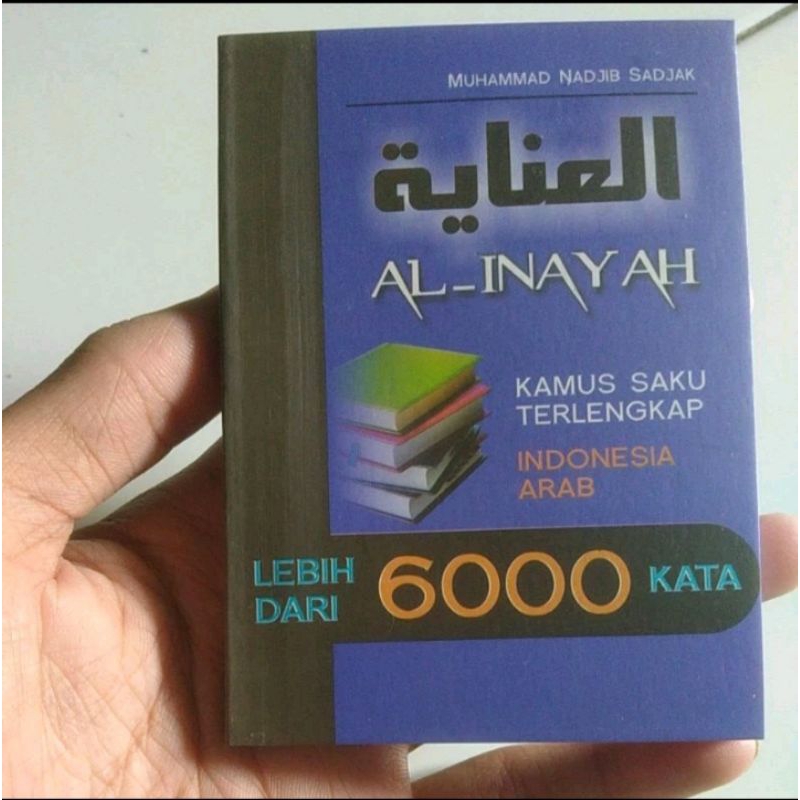 MUHAMMAD NADJIB SADJAK
العناية
AL-INAYAH
KAMUS SAKU
TERLENGKAP
INDONESIA
ARAB
LEBIH
DARI
6000
KATA